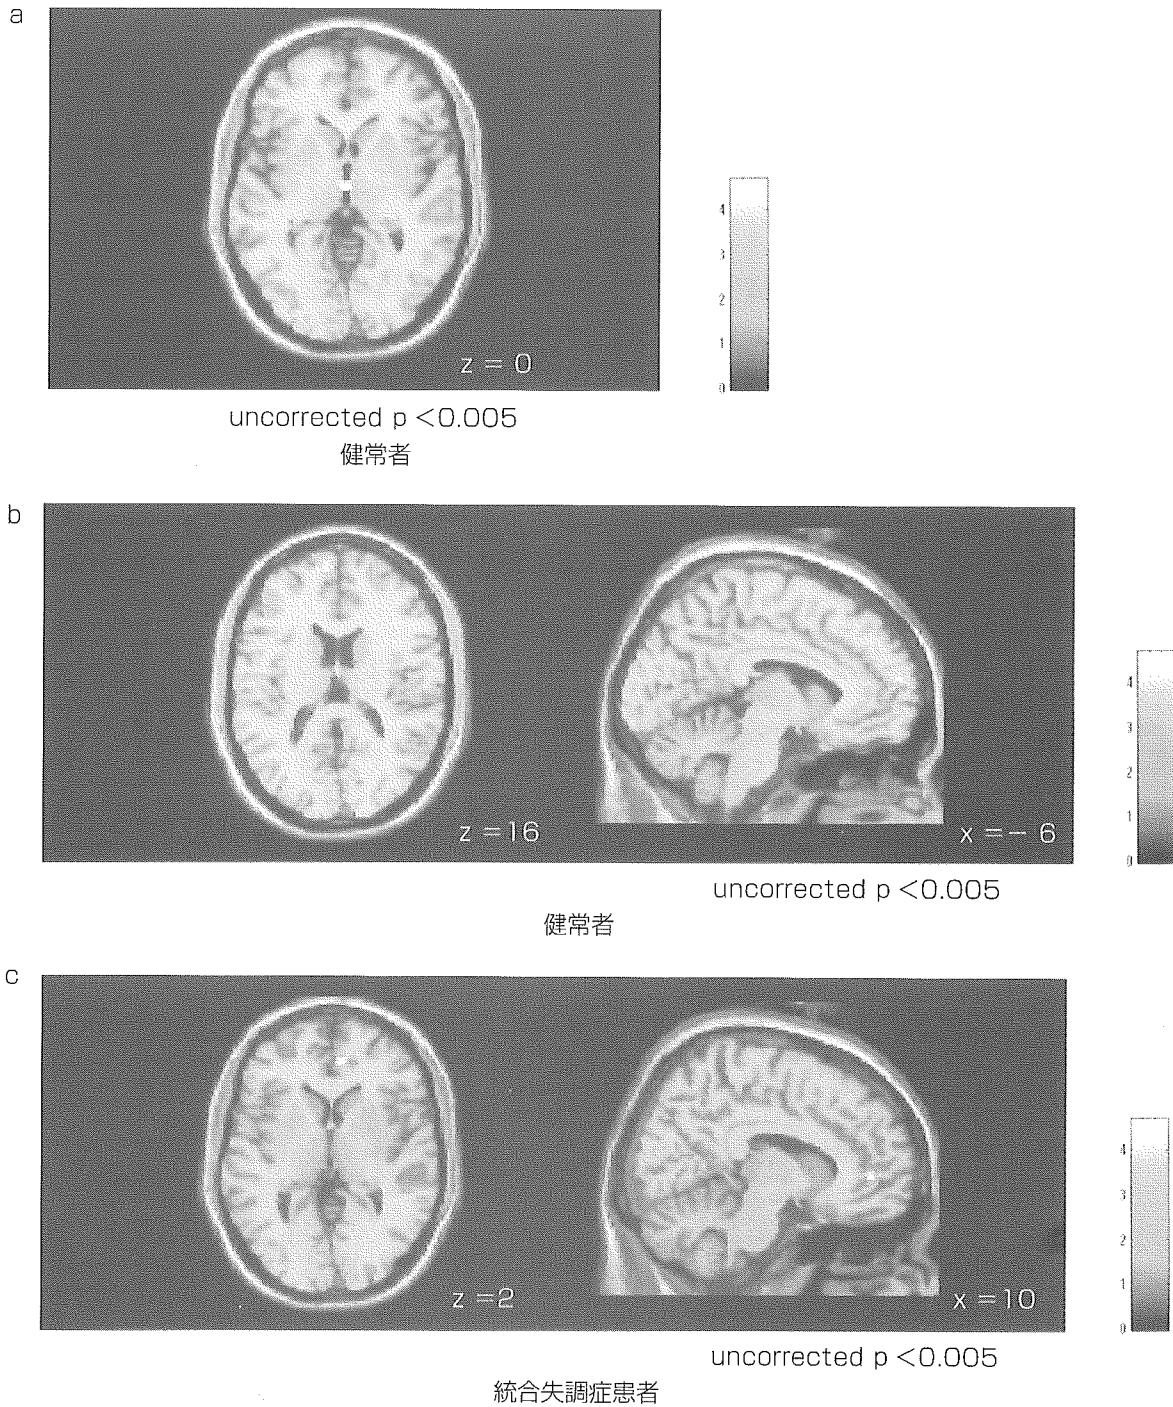 a
4
3
2
1
0
z = 0
uncorrected p <0.005
健常者
b
4
3
2
1
0
z =16
x =− 6
uncorrected p <0.005
健常者
c
4
3
2
1
0
z =2
x =10
uncorrected p <0.005
統合失調症患者